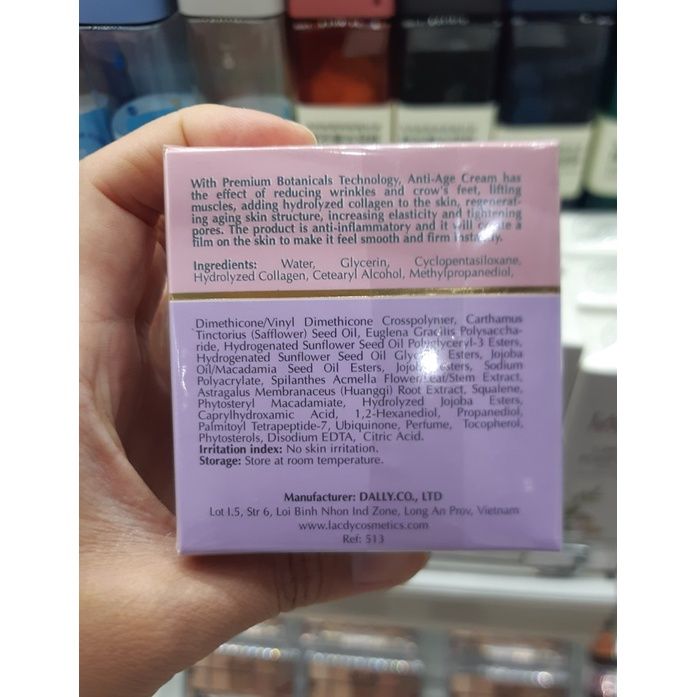 With Premium Botanicals Technology, Anti-Age Cream has
the effect of reducing wrinkles and crow's feet, lifting
muscles, adding hydrolyzed collagen to the skin, regenerat-
ing aging skin structure, increasing elasticity and tightening
pores. The product is anti-inflammatory and it will create a
film on the skin to make it feel smooth and firm instantly.
Ingredients: Water, Glycerin, Cyclopentasiloxane,
Hydrolyzed Collagen, Cetearyl Alcohol, Methylpropanediol,
Dimethicone/Vinyl Dimethicone Crosspolymer, Carthamus
Tinctorius (Safflower) Seed Oil, Euglena Gracilis Polysaccha-
ride, Hydrogenated Sunflower Seed Oil Polyglyceryl-3 Esters,
Hydrogenated Sunflower Seed Oil Glycerol Esters, Jojoba
Oil/Macadamia Seed Oil Esters, Jojoba Esters, Sodium
Polyacrylate, Spilanthes Acmella Flower/Leaf/Stem Extract,
Astragalus Membranaceus (Huangqi) Root Extract, Squalene,
Phytosteryl Macadamiate, Hydrolyzed Jojoba Esters,
Caprylhydroxamic Acid, 1,2-Hexanediol, Propanediol,
Palmitoyl Tetrapeptide-7, Ubiquinone, Perfume, Tocopherol,
Phytosterols, Disodium EDTA, Citric Acid.
Irritation index: No skin irritation.
Storage: Store at room temperature.
Manufacturer: DALLY.CO., LTD
Lot I.5, Str 6, Loi Binh Nhon Ind Zone, Long An Prov, Vietnam
www.lacdycosmetics.com
Ref: 513